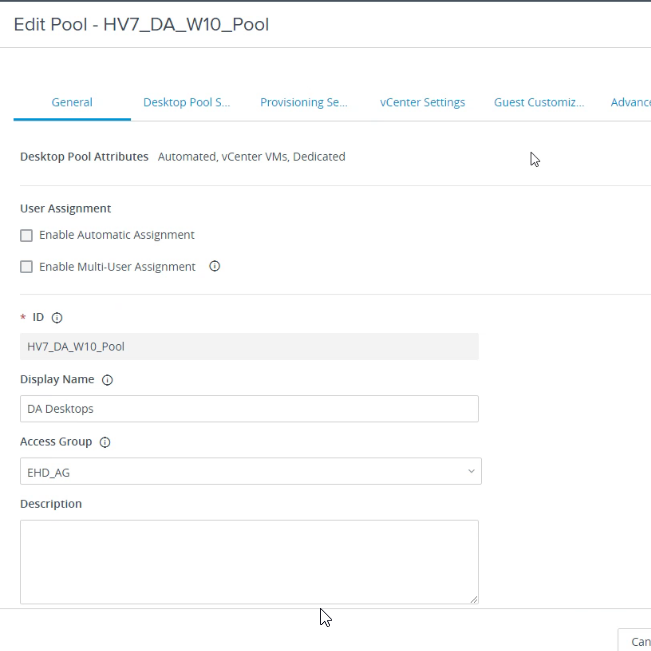 Edit Pool - HV7_DA_W10_Pool
General Desktop Pool S... Provisioning Se... vCenter Settings Guest Customiz... Advance
Desktop Pool Attributes Automated, vCenter VMs, Dedicated
User Assignment
Enable Automatic Assignment
Enable Multi-User Assignment
* ID
HV7_DA_W10_Pool
Display Name
DA Desktops
Access Group
EHD_AG
Description
Can